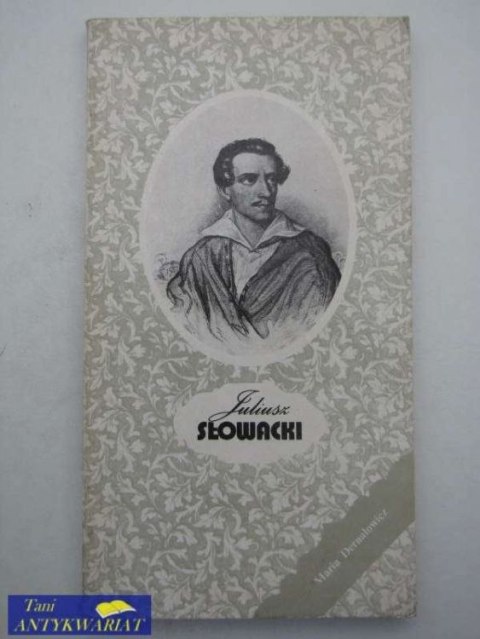 Juliusz
SŁOWACKI
Maria Dernałowicz
Tani
ANTYKWARIAT